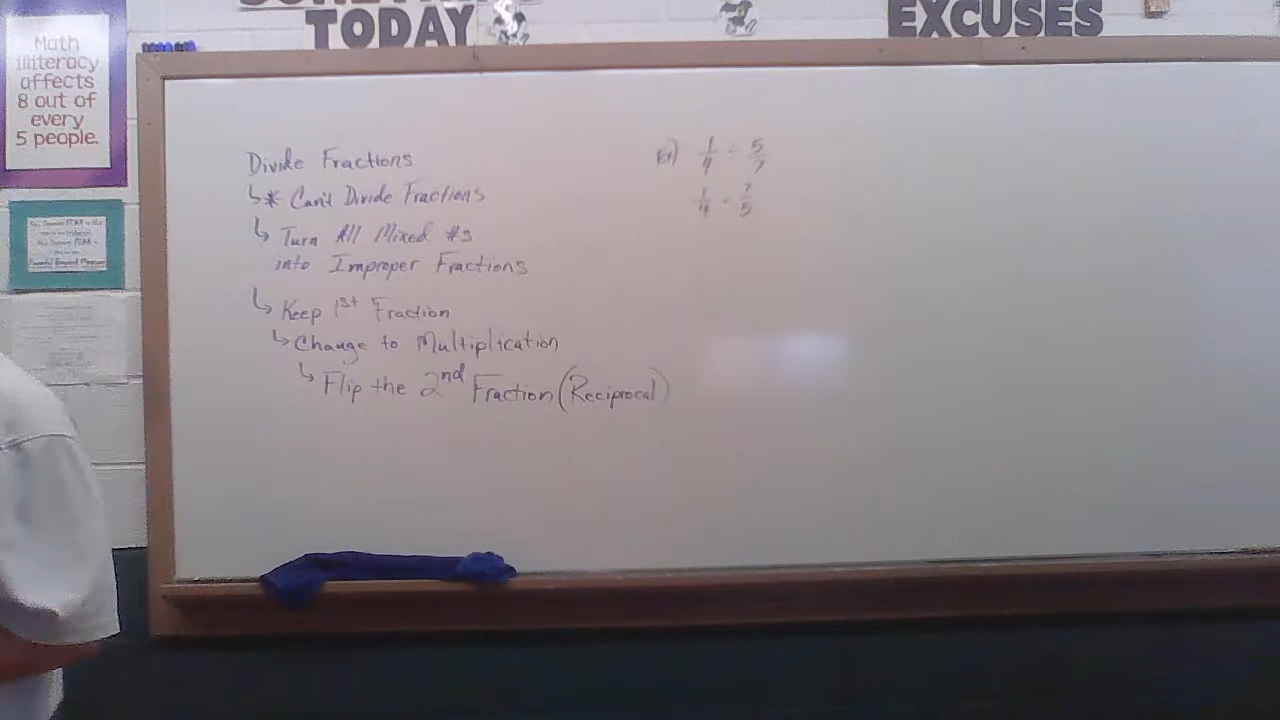 TODAY
EXCUSES
Math
illiteracy
affects
8 out of
every
5 people.
Divide Fractions
↳* Can't Divide Fractions
↳ Turn All Mixed #s
into Improper Fractions
↳ Keep 1st Fraction
↳ Change to Multiplication
↳ Flip the 2nd Fraction (Reciprocal)
1/4 ÷ 5/7
1/4 · 7/5